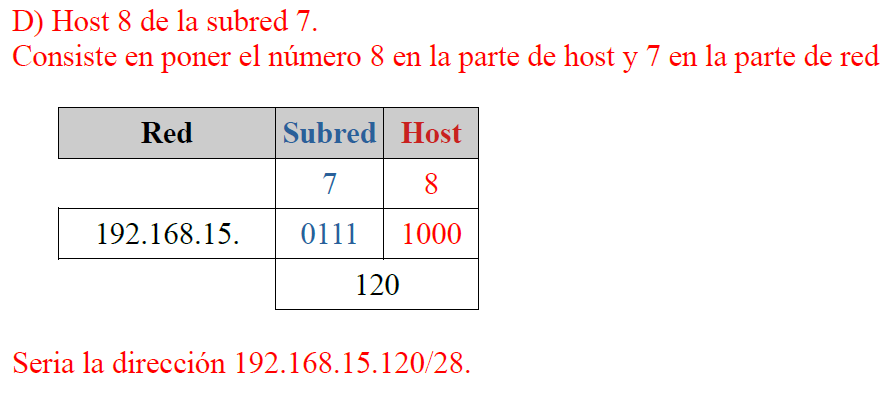 D) Host 8 de la subred 7.
Consiste en poner el número 8 en la parte de host y 7 en la parte de red
Red Subred Host
7 8
192.168.15. 0111 1000
120
Seria la dirección 192.168.15.120/28.